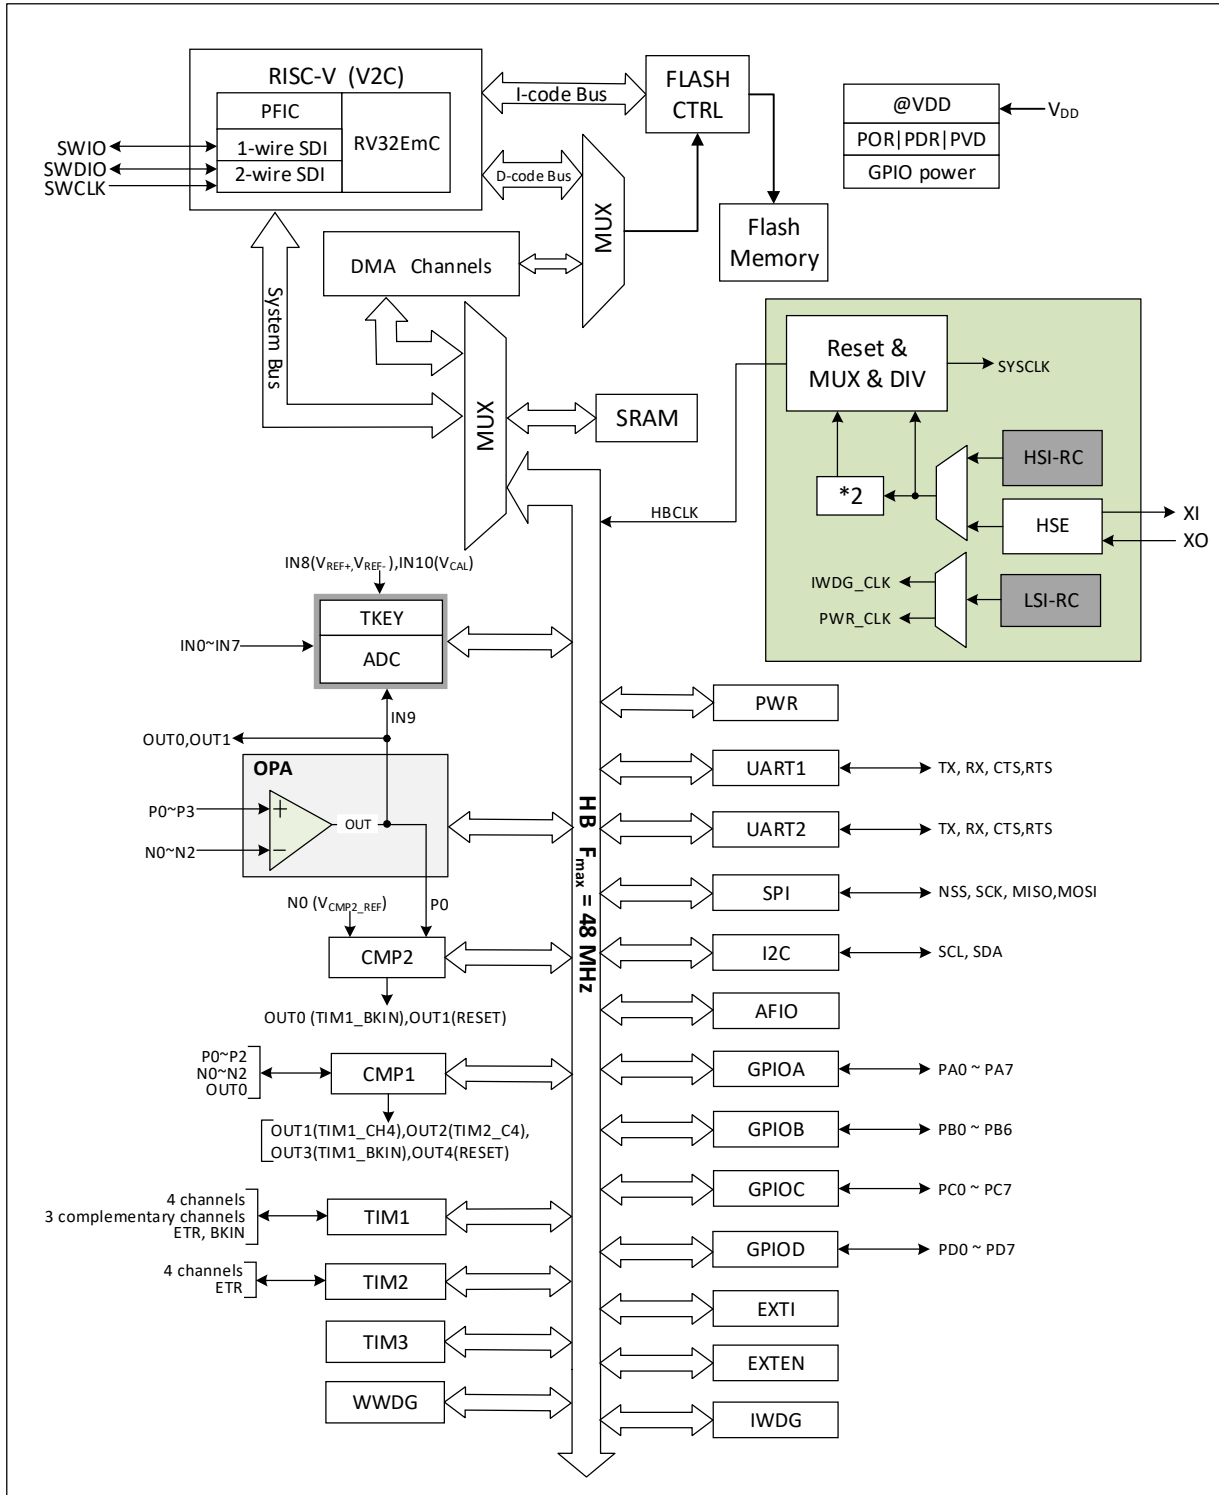 RISC-V (V2C)
PFIC
1-wire SDI
2-wire SDI
RV32EmC
SWIO
SWDIO
SWCLK
I-code Bus
D-code Bus
FLASH
CTRL
@VDD
POR|PDR|PVD
GPIO power
VDD
MUX
Flash
Memory
DMA Channels
System Bus
MUX
SRAM
Reset &
MUX & DIV
SYSCLK
HSI-RC
*2
HBCLK
HSE
XI
XO
IWDG_CLK
PWR_CLK
LSI-RC
IN8(VREF+,VREF-),IN10(VCAL)
TKEY
ADC
IN0~IN7
IN9
OUT0,OUT1
OPA
P0~P3
+
OUT
N0~N2
−
N0 (VCMP2_REF)
P0
CMP2
OUT0 (TIM1_BKIN),OUT1(RESET)
P0~P2
N0~N2
OUT0
CMP1
OUT1(TIM1_CH4),OUT2(TIM2_C4),
OUT3(TIM1_BKIN),OUT4(RESET)
4 channels
3 complementary channels
ETR, BKIN
TIM1
4 channels
ETR
TIM2
TIM3
WWDG
HB Fmax = 48 MHz
PWR
UART1
TX, RX, CTS,RTS
UART2
TX, RX, CTS,RTS
SPI
NSS, SCK, MISO,MOSI
I2C
SCL, SDA
AFIO
GPIOA
PA0 ~ PA7
GPIOB
PB0 ~ PB6
GPIOC
PC0 ~ PC7
GPIOD
PD0 ~ PD7
EXTI
EXTEN
IWDG